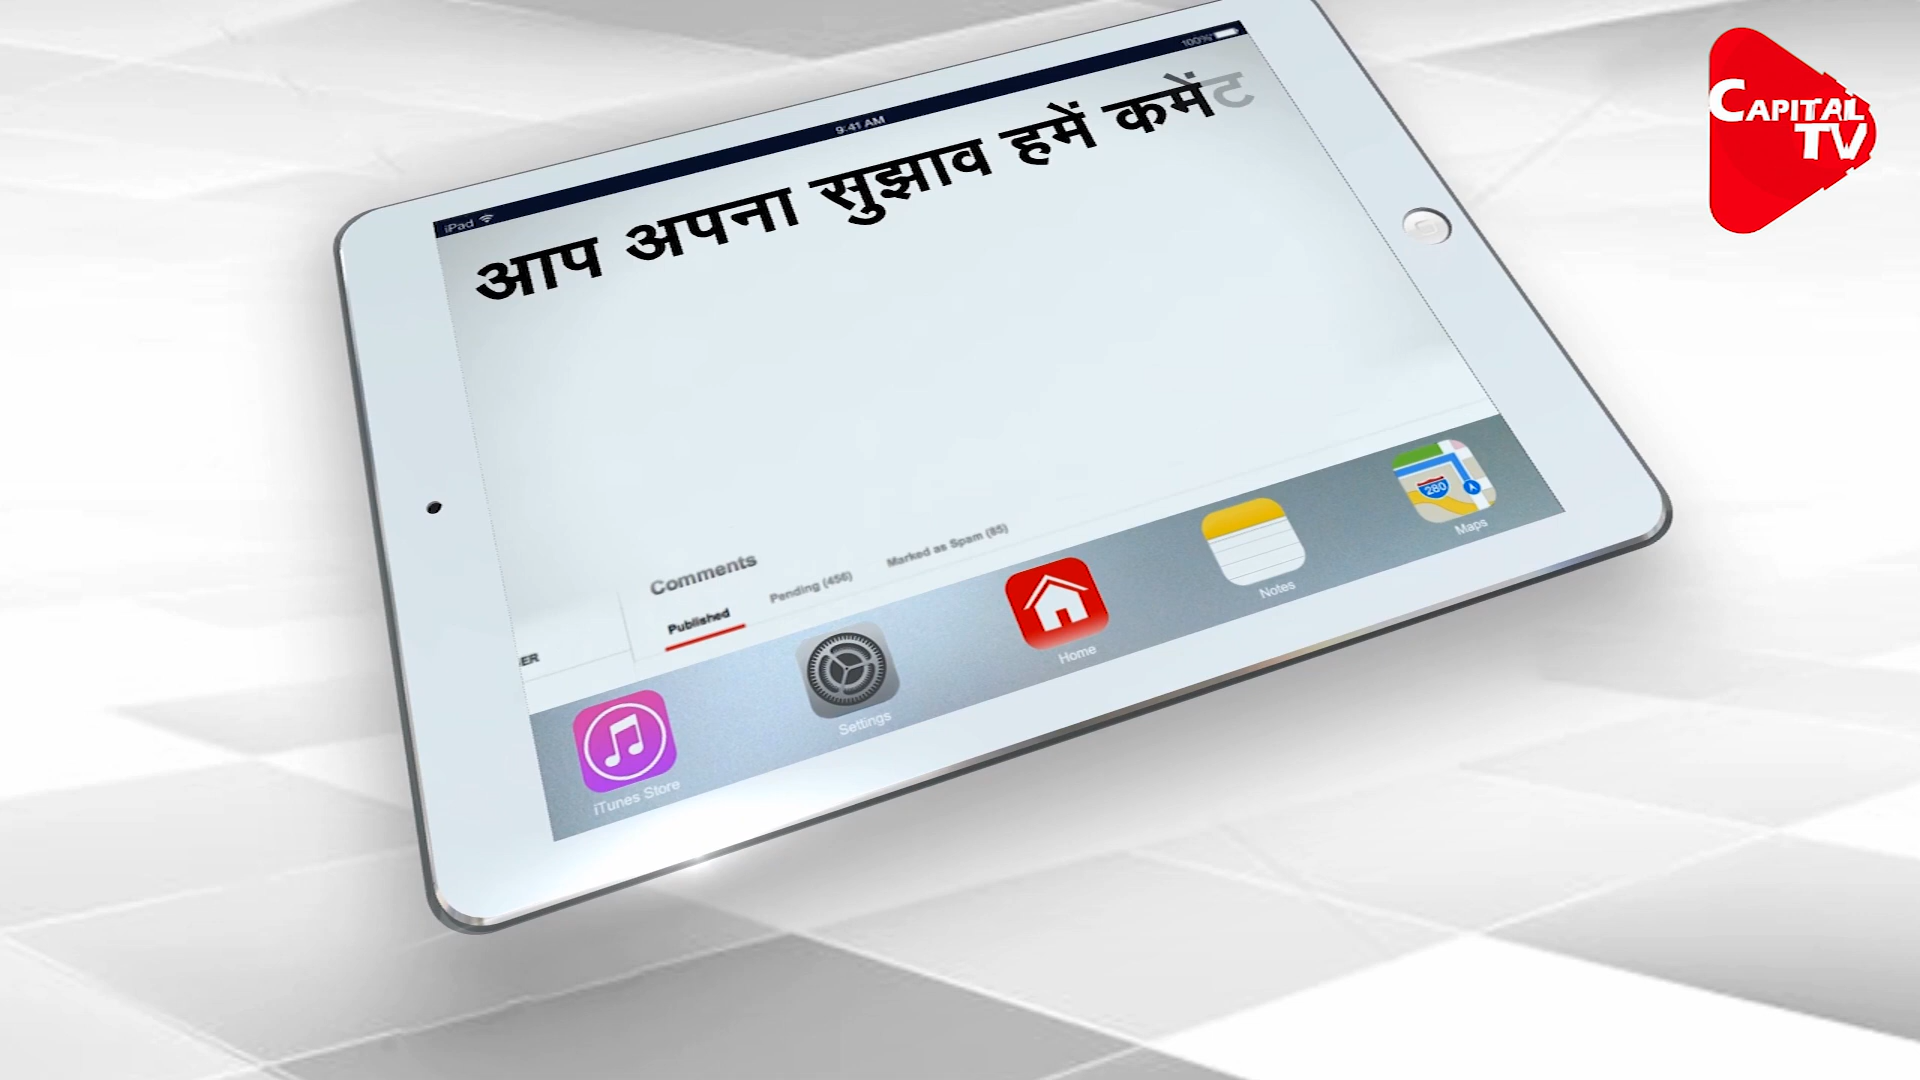 CAPITAL
TV
iPad
9:41 AM
100%
आप अपना सुझाव हमें कमेंट
Comments
Published
Pending (456)
Marked as Spam (85)
ER
iTunes Store
Settings
Home
Notes
280
Maps